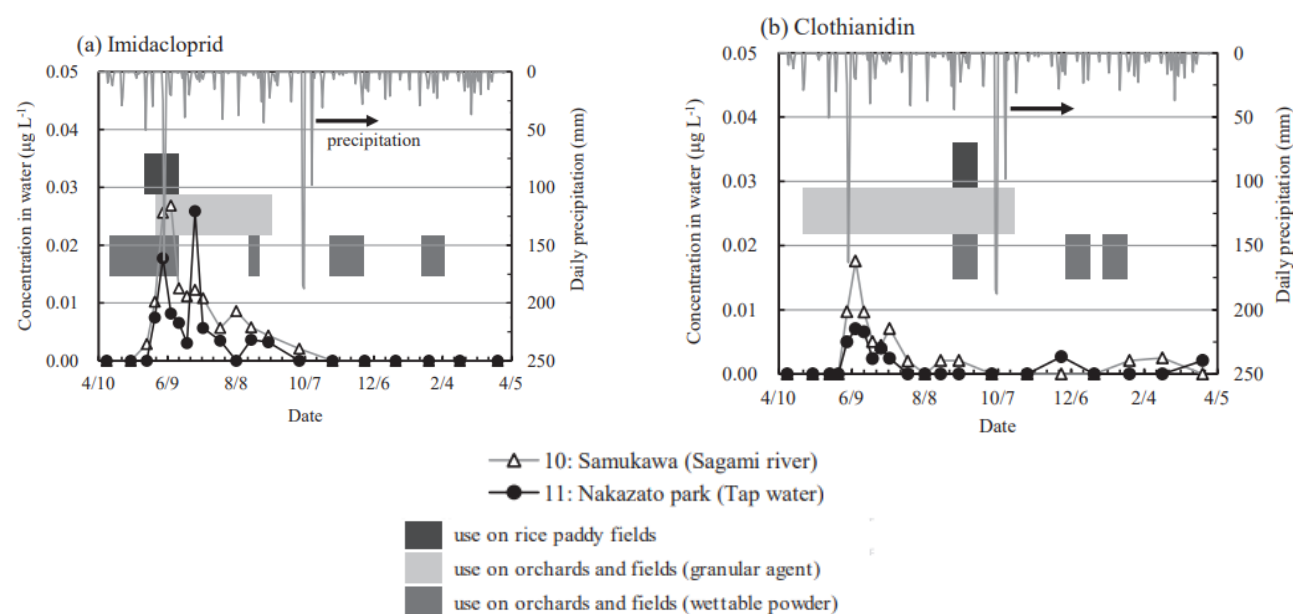 (a) Imidacloprid
0.05
0.04
0.03
0.02
0.01
0.00
Concentration in water (µg L⁻¹)
0
50
100
150
200
250
Daily precipitation (mm)
precipitation
4/10
6/9
8/8
10/7
12/6
2/4
4/5
Date
(b) Clothianidin
0.05
0.04
0.03
0.02
0.01
0.00
Concentration in water (µg L⁻¹)
0
50
100
150
200
250
Daily precipitation (mm)
4/10
6/9
8/8
10/7
12/6
2/4
4/5
Date
10: Samukawa (Sagami river)
11: Nakazato park (Tap water)
use on rice paddy fields
use on orchards and fields (granular agent)
use on orchards and fields (wettable powder)